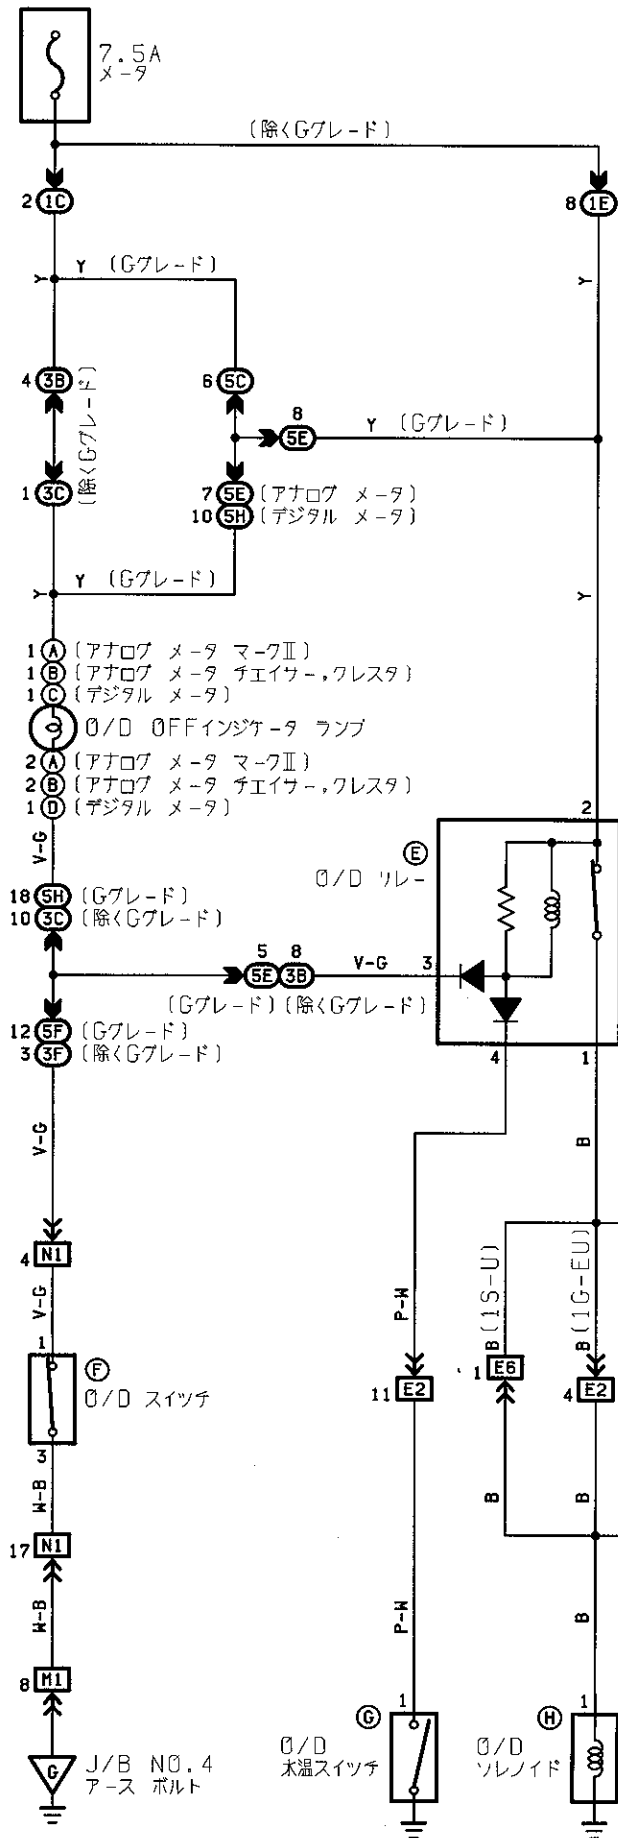 7.5A
メータ
(除くGグレード)
2 1C
8 1E
Y (Gグレード)
Y
Y
4 3B
6 5C
(除くGグレード)
8
5E
Y (Gグレード)
1 3C
7 5E (アナログ メータ)
10 5H (デジタル メータ)
Y (Gグレード)
Y
Y
1 A (アナログ メータ マークⅡ)
1 B (アナログ メータ チエイサー,クレスタ)
1 C (デジタル メータ)
O/D OFFインジケータ ランプ
2 A (アナログ メータ マークⅡ)
2 B (アナログ メータ チエイサー,クレスタ)
1 D (デジタル メータ)
2
V-G
E
O/D リレー
18 5H (Gグレード)
10 3C (除くGグレード)
5 8
5E 3B
V-G
3
(Gグレード) (除くGグレード)
12 5F (Gグレード)
3 3F (除くGグレード)
4
1
V-G
B
4 N1
V-G
P-W
B (1S-U)
B (1G-EU)
1
F
O/D スイッチ
3
1 E6
11 E2
4 E2
W-B
B
B
17 N1
W-B
P-W
B
8 M1
G
J/B NO.4
アース ボルト
G
1
O/D
水温スイッチ
H
1
O/D
ソレノイド